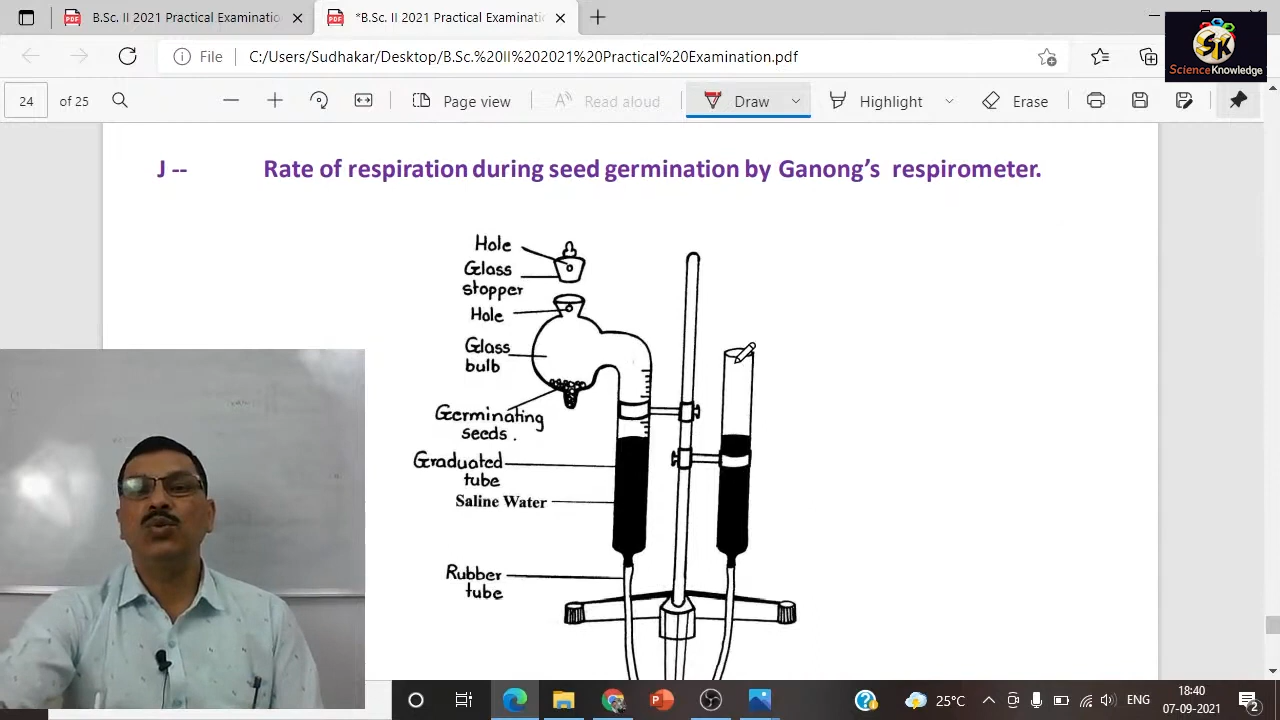 B.Sc. II 2021 Practical Examinatio
*B.Sc. II 2021 Practical Examinatio
SK
Science Knowledge
File
C:/Users/Sudhakar/Desktop/B.Sc.%20II%202021%20Practical%20Examination.pdf
24
of 25
Page view
Read aloud
Draw
Highlight
Erase
J -- Rate of respiration during seed germination by Ganong's respirometer.
Hole
Glass
stopper
Hole
Glass
bulb
Germinating
seeds.
Graduated
tube
Saline Water
Rubber
tube
25°C
ENG
18:40
07-09-2021
2